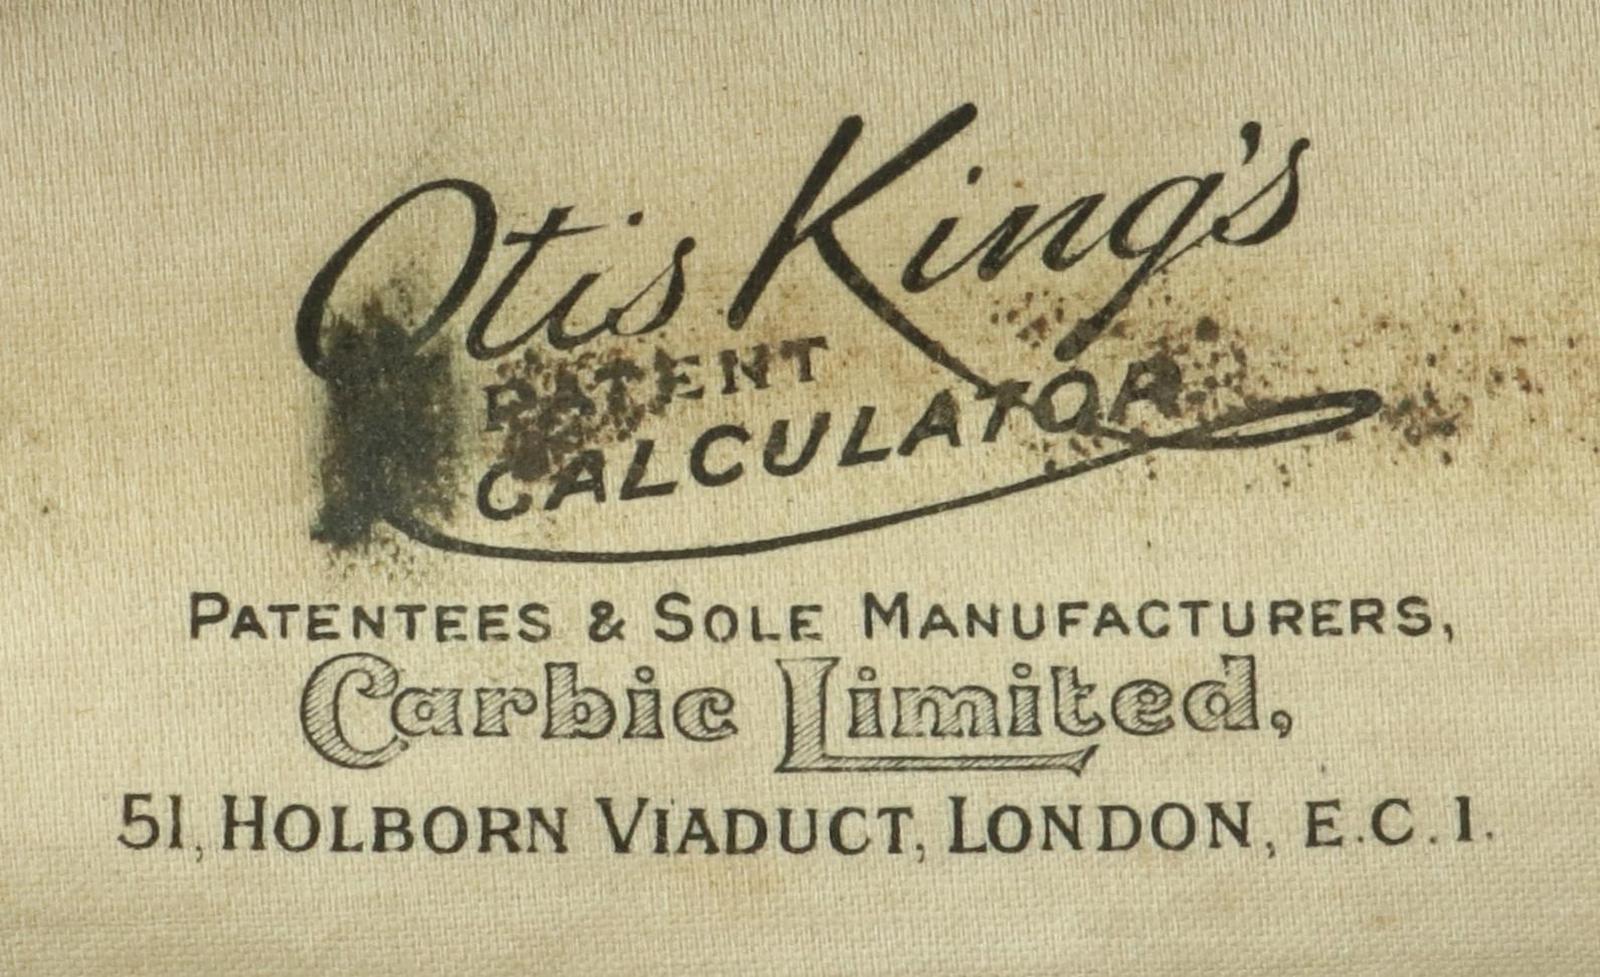 Otis King's
PATENT
CALCULATOR
PATENTEES & SOLE MANUFACTURERS,
Carbic Limited,
51, HOLBORN VIADUCT, LONDON, E.C.1.